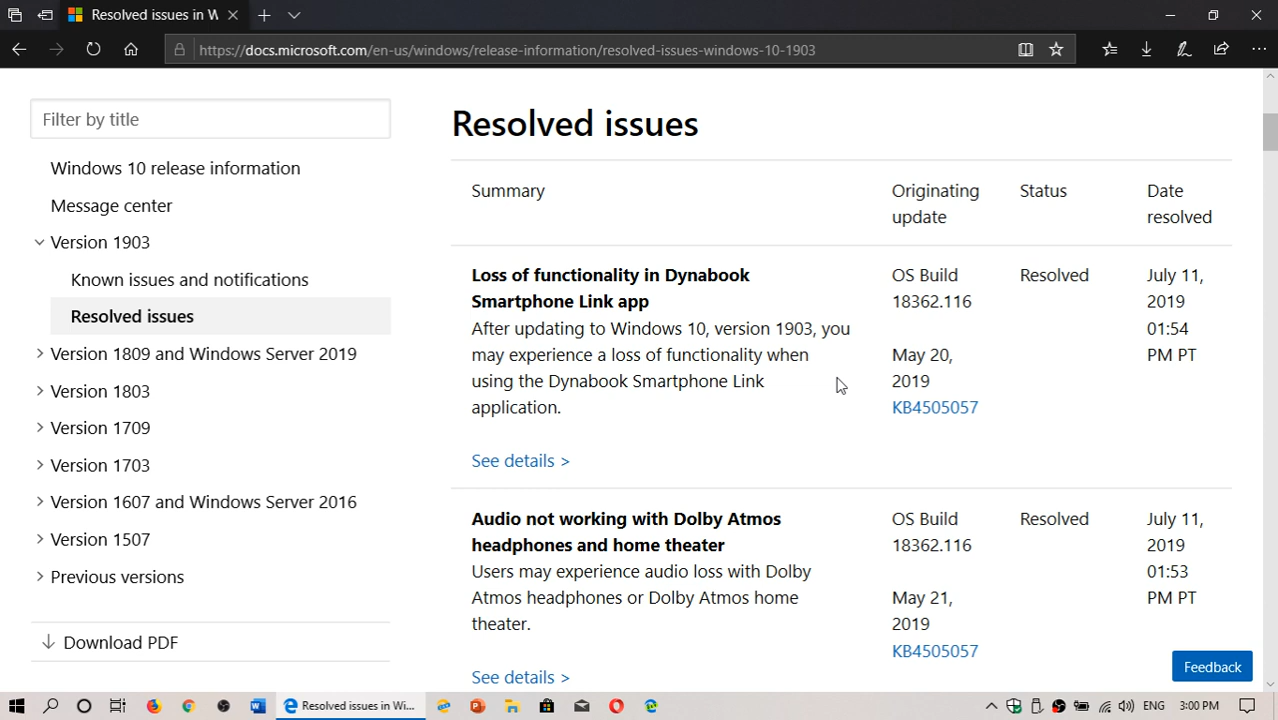 Resolved issues in W
https://docs.microsoft.com/en-us/windows/release-information/resolved-issues-windows-10-1903
Filter by title
Windows 10 release information
Message center
Version 1903
Known issues and notifications
Resolved issues
Version 1809 and Windows Server 2019
Version 1803
Version 1709
Version 1703
Version 1607 and Windows Server 2016
Version 1507
Previous versions
Download PDF
Resolved issues
Summary
Originating
update
Status
Date
resolved
Loss of functionality in Dynabook
Smartphone Link app
After updating to Windows 10, version 1903, you
may experience a loss of functionality when
using the Dynabook Smartphone Link
application.
See details >
OS Build
18362.116
May 20,
2019
KB4505057
Resolved
July 11,
2019
01:54
PM PT
Audio not working with Dolby Atmos
headphones and home theater
Users may experience audio loss with Dolby
Atmos headphones or Dolby Atmos home
theater.
See details >
OS Build
18362.116
May 21,
2019
KB4505057
Resolved
July 11,
2019
01:53
PM PT
Feedback
Resolved issues in Wi...
ENG
3:00 PM